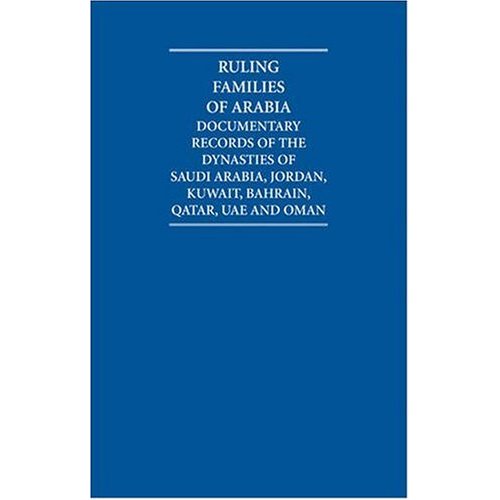 RULING
FAMILIES
OF ARABIA
DOCUMENTARY
RECORDS OF THE
DYNASTIES OF
SAUDI ARABIA, JORDAN,
KUWAIT, BAHRAIN,
QATAR, UAE AND OMAN